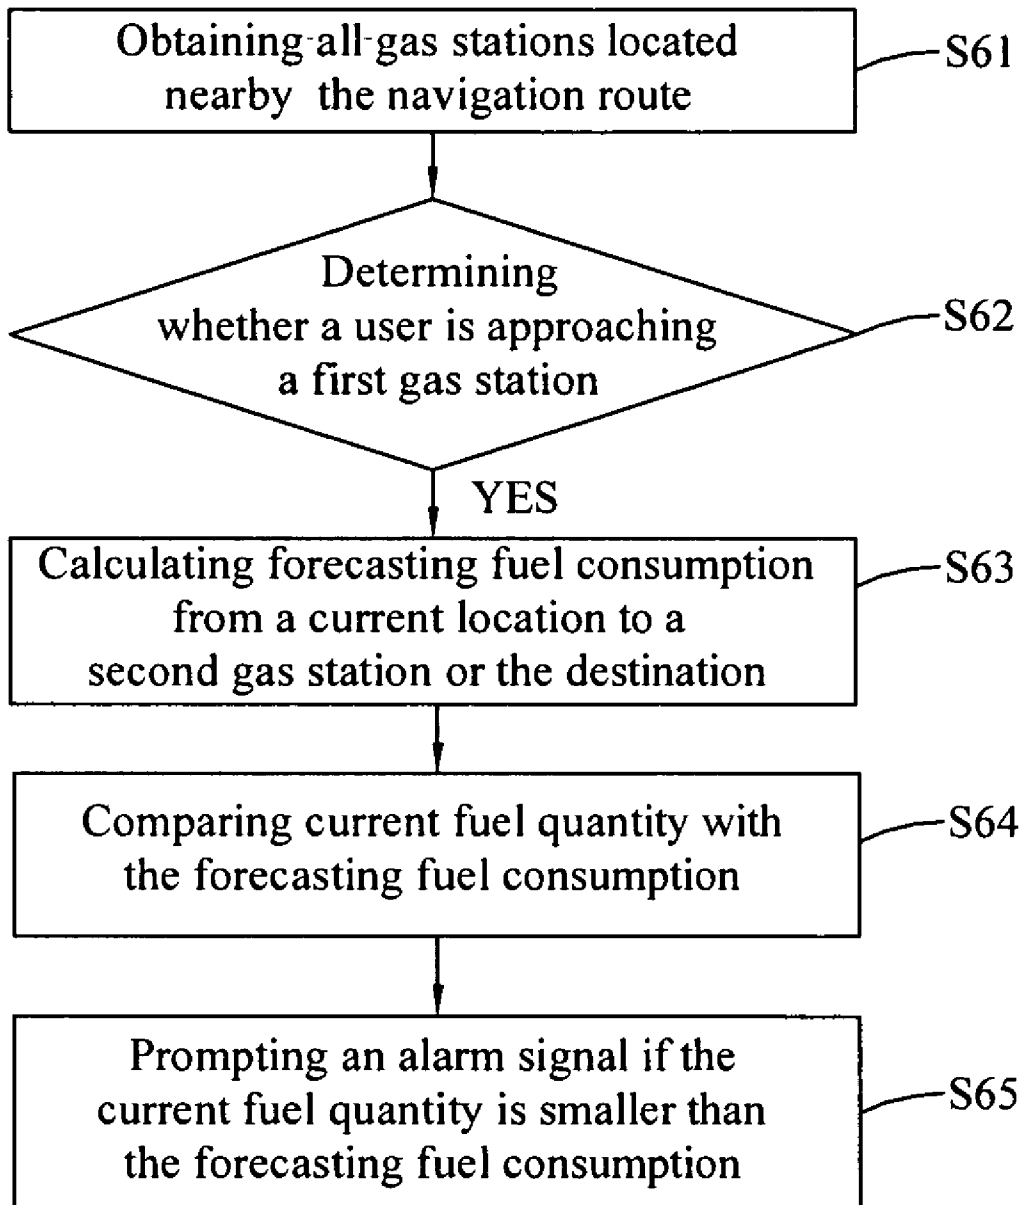 Obtaining all gas stations located
nearby the navigation route
S61
Determining
whether a user is approaching
a first gas station
S62
YES
Calculating forecasting fuel consumption
from a current location to a
second gas station or the destination
S63
Comparing current fuel quantity with
the forecasting fuel consumption
S64
Prompting an alarm signal if the
current fuel quantity is smaller than
the forecasting fuel consumption
S65